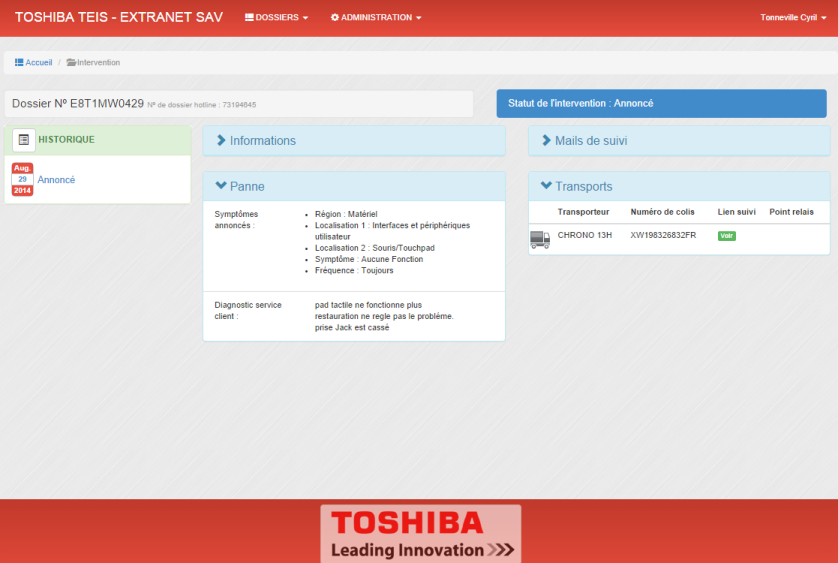 TOSHIBA TEIS - EXTRANET SAV DOSSIERS ADMINISTRATION Tonneville Cyril
Accueil / Intervention
Dossier Nº E8T1MW0429 Nº de dossier hotline : 73194645
Statut de l'intervention : Annoncé
HISTORIQUE
Aug.
29
2014
Annoncé
Informations
Panne
Symptômes
annoncés :
Région : Matériel
Localisation 1 : Interfaces et périphériques
utilisateur
Localisation 2 : Souris/Touchpad
Symptôme : Aucune Fonction
Fréquence : Toujours
Diagnostic service
client :
pad tactile ne fonctionne plus
restauration ne regle pas le problème.
prise Jack est cassé
Mails de suivi
Transports
Transporteur Numéro de colis Lien suivi Point relais
CHRONO 13H XW198326832FR Voir
TOSHIBA
Leading Innovation >>>